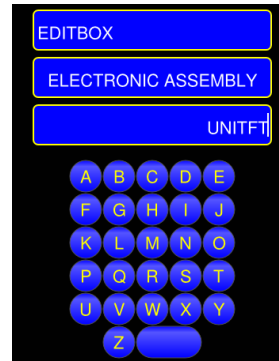 EDITBOX
ELECTRONIC ASSEMBLY
UNITFT
A B C D E
F G H I J
K L M N O
P Q R S T
U V W X Y
Z